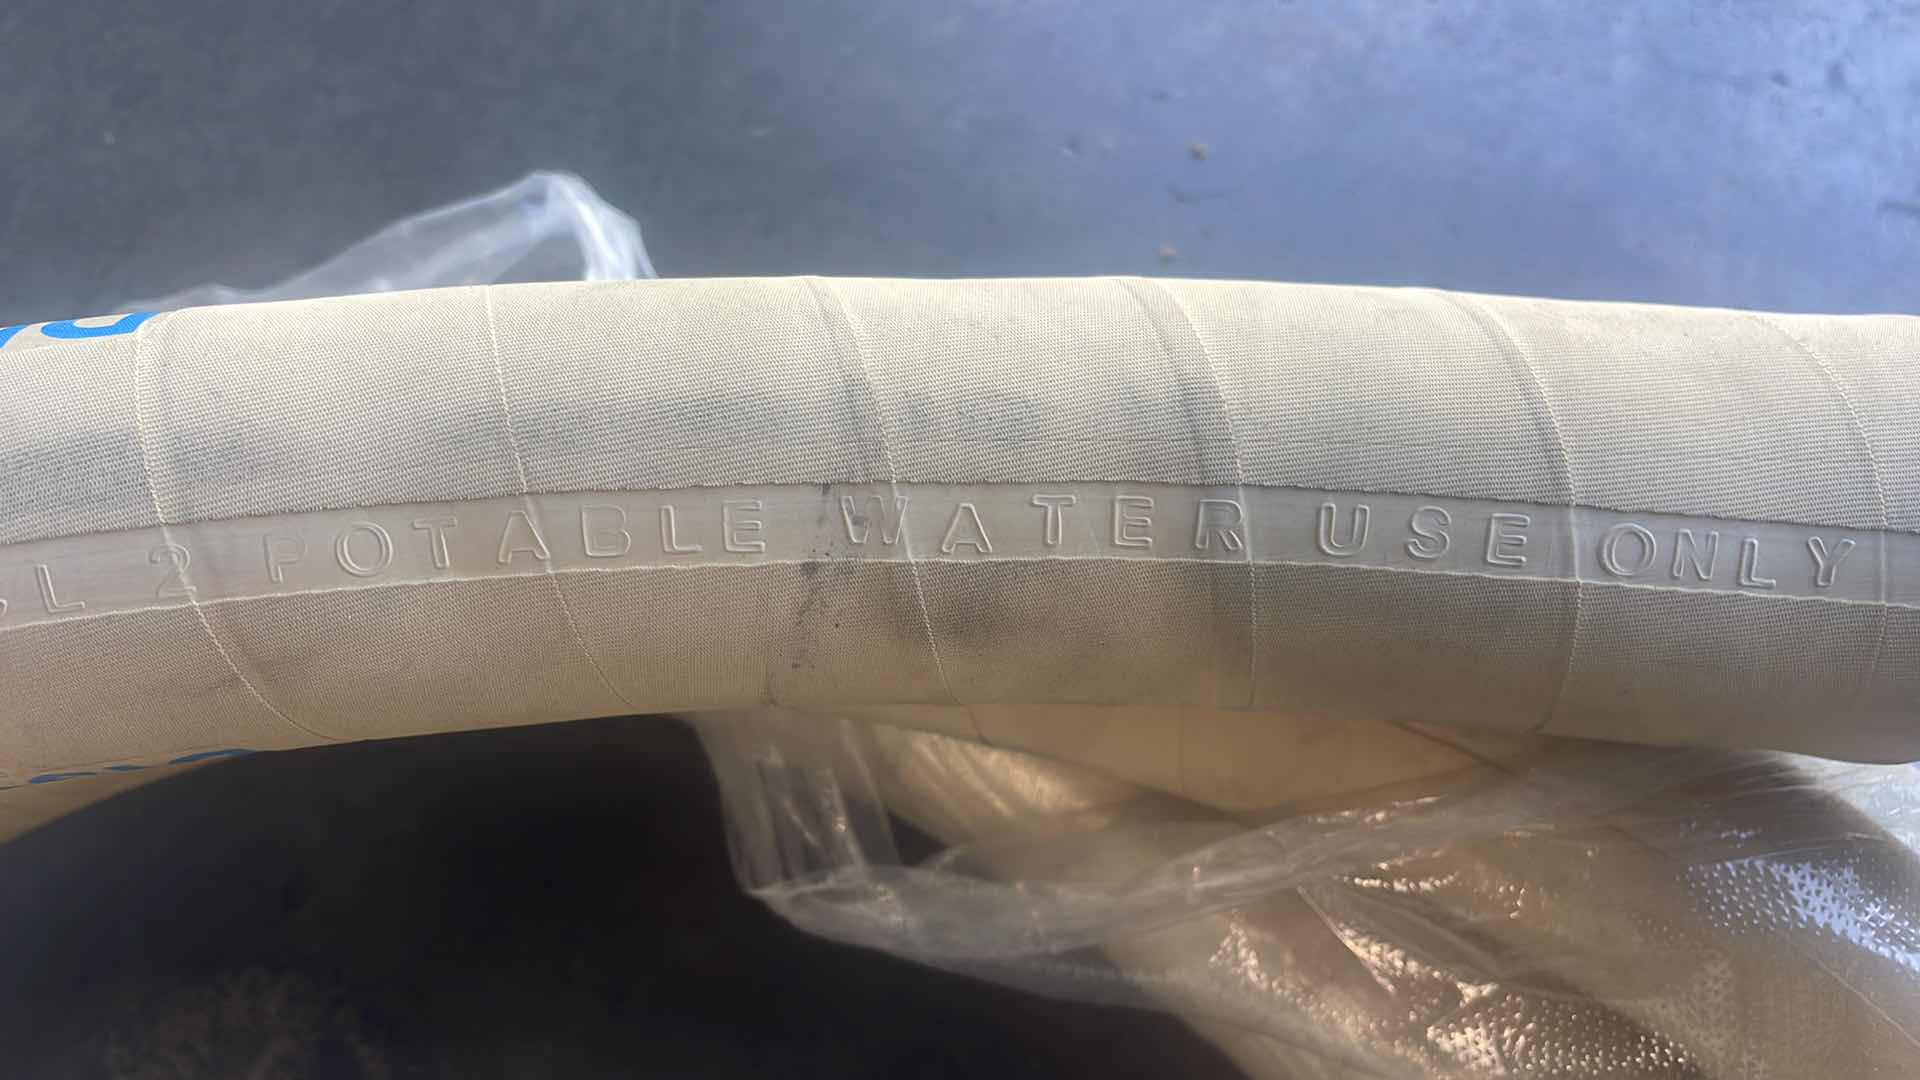 L 2 POTABLE WATER USE ONLY